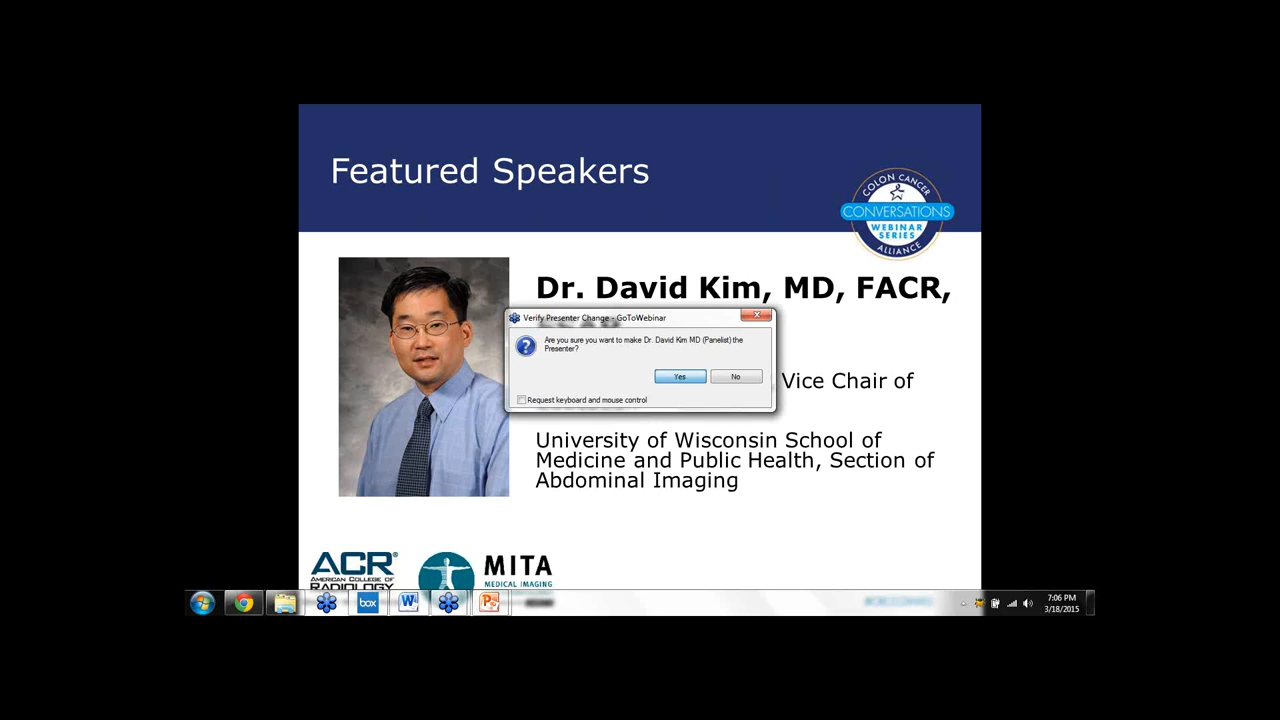 Featured Speakers
COLON CANCER
CONVERSATIONS
WEBINAR
SERIES
ALLIANCE
Dr. David Kim, MD, FACR,
Verify Presenter Change - GoToWebinar
Are you sure you want to make Dr. David Kim MD (Panelist) the
Presenter?
Yes
No
Request keyboard and mouse control
Vice Chair of
University of Wisconsin School of
Medicine and Public Health, Section of
Abdominal Imaging
ACR®
AMERICAN COLLEGE OF
RADIOLOGY
MITA
MEDICAL IMAGING
box
7:06 PM
3/18/2015